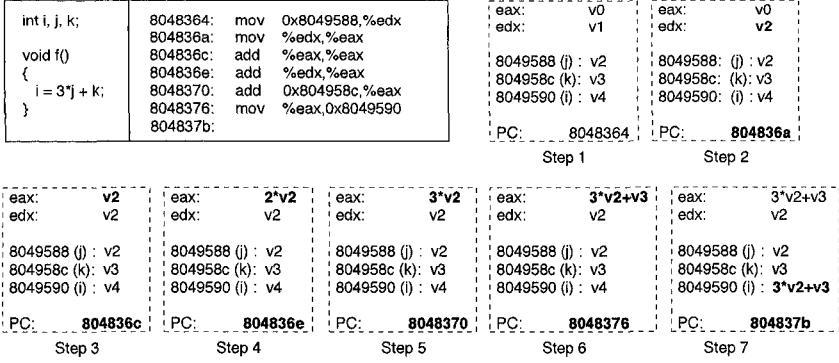 int i, j, k;
void f()
{
i = 3*j + k;
}
8048364: mov 0x8049588,%edx
804836a: mov %edx,%eax
804836c: add %eax,%eax
804836e: add %edx,%eax
8048370: add 0x804958c,%eax
8048376: mov %eax,0x8049590
804837b:
eax: v0
edx: v1
8049588 (j) : v2
804958c (k) : v3
8049590 (i) : v4
PC: 8048364
Step 1
eax: v0
edx: v2
8049588: (j) : v2
804958c: (k): v3
8049590: (i) : v4
PC: 804836a
Step 2
eax: v2
edx: v2
8049588 (j) : v2
804958c (k): v3
8049590 (i) : v4
PC: 804836c
Step 3
eax: 2*v2
edx: v2
8049588 (j) : v2
804958c (k): v3
8049590 (i) : v4
PC: 804836e
Step 4
eax: 3*v2
edx: v2
8049588 (j) : v2
804958c (k): v3
8049590 (i) : v4
PC: 8048370
Step 5
eax: 3*v2+v3
edx: v2
8049588 (j) : v2
804958c (k): v3
8049590 (i) : v4
PC: 8048376
Step 6
eax: 3*v2+v3
edx: v2
8049588 (j) : v2
804958c (k): v3
8049590 (i) : 3*v2+v3
PC: 804837b
Step 7